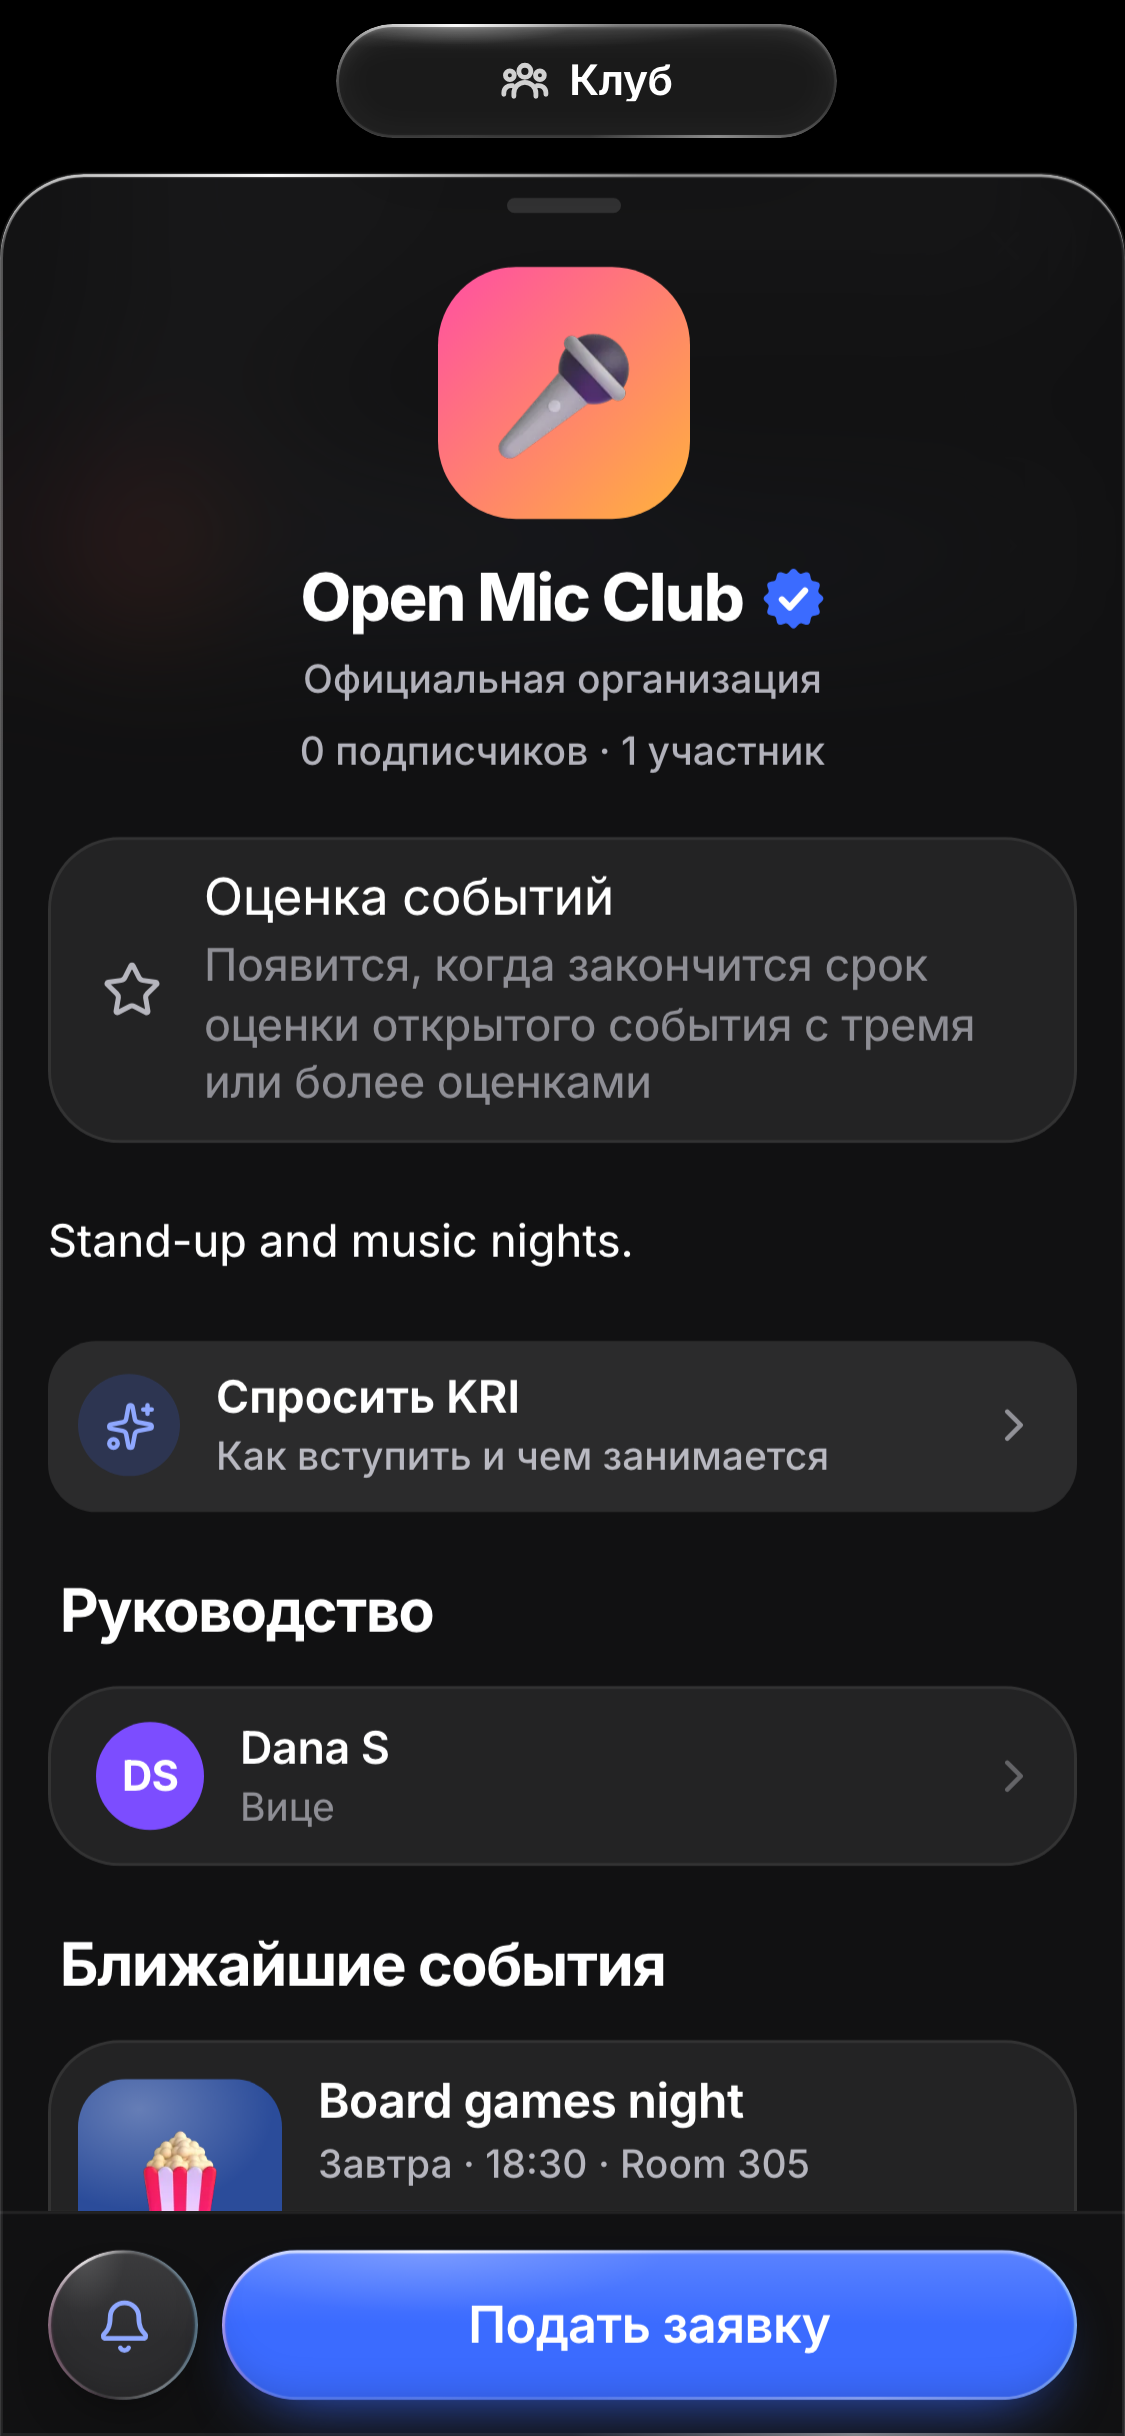 Клуб
Open Mic Club
Официальная организация
0 подписчиков · 1 участник
Оценка событий
Появится, когда закончится срок
оценки открытого события с тремя
или более оценками
Stand-up and music nights.
Спросить KRI
Как вступить и чем занимается
Руководство
DS
Dana S
Вице
Ближайшие события
Board games night
Завтра · 18:30 · Room 305
Подать заявку